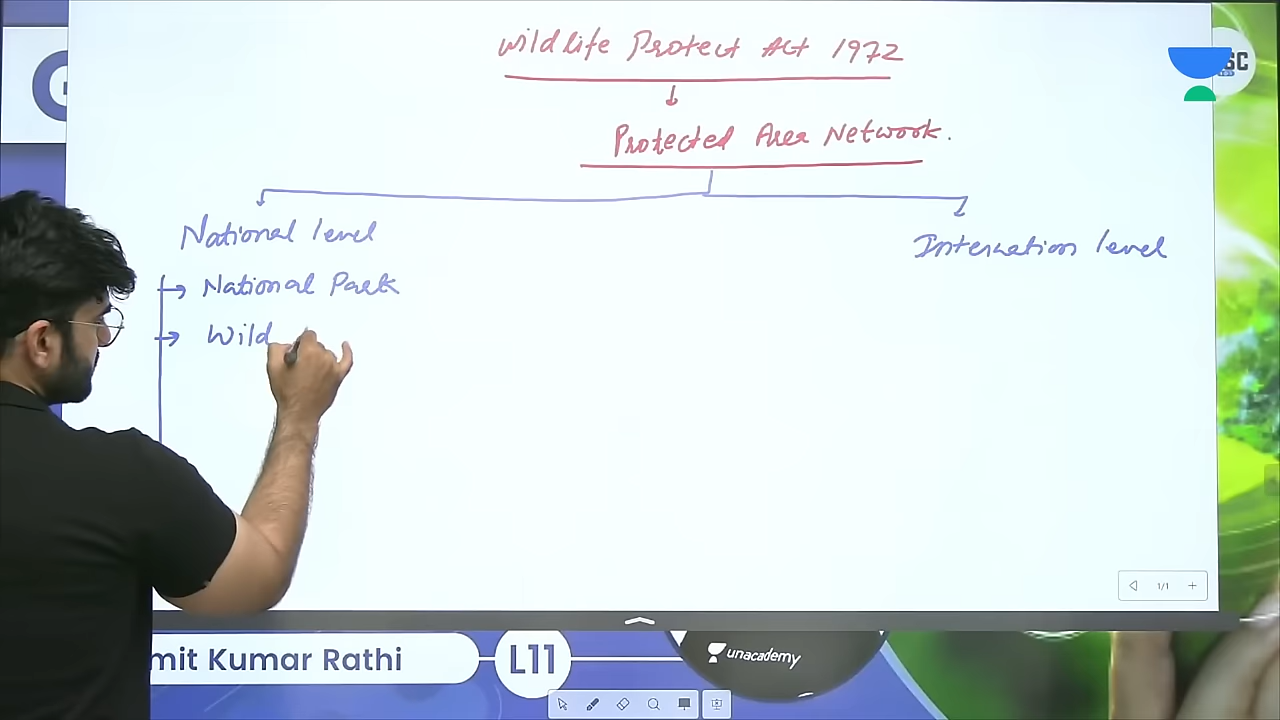 wildlife Protect Act 1972
Protected Area Network.
National level
Internation level
→ National Park
→ Wild
G
SC
1/1
mit Kumar Rathi
L11
unacademy